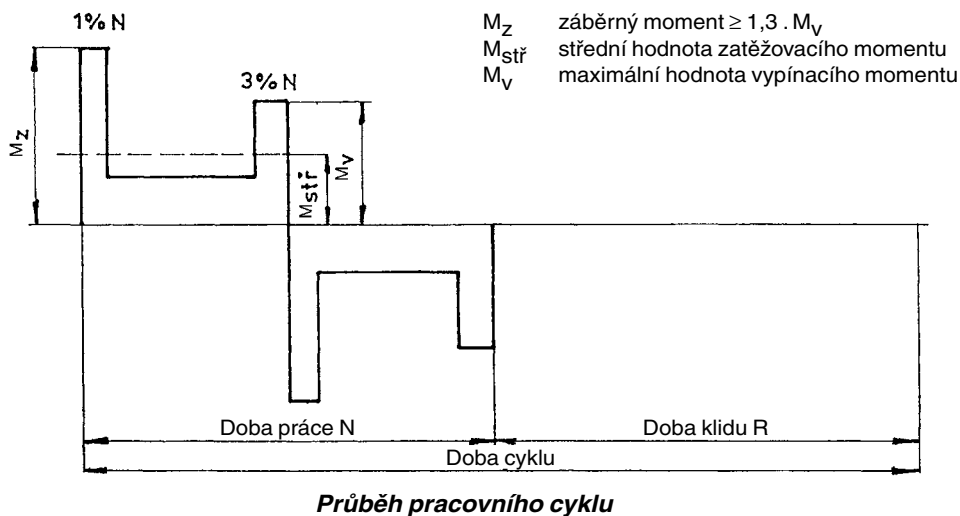 1% N
M_Z záběrný moment ≥ 1,3 . M_V
M_stř střední hodnota zatěžovacího momentu
M_V maximální hodnota vypínacího momentu
3% N
M_Z
M_stř
M_V
Doba práce N
Doba klidu R
Doba cyklu
Průběh pracovního cyklu